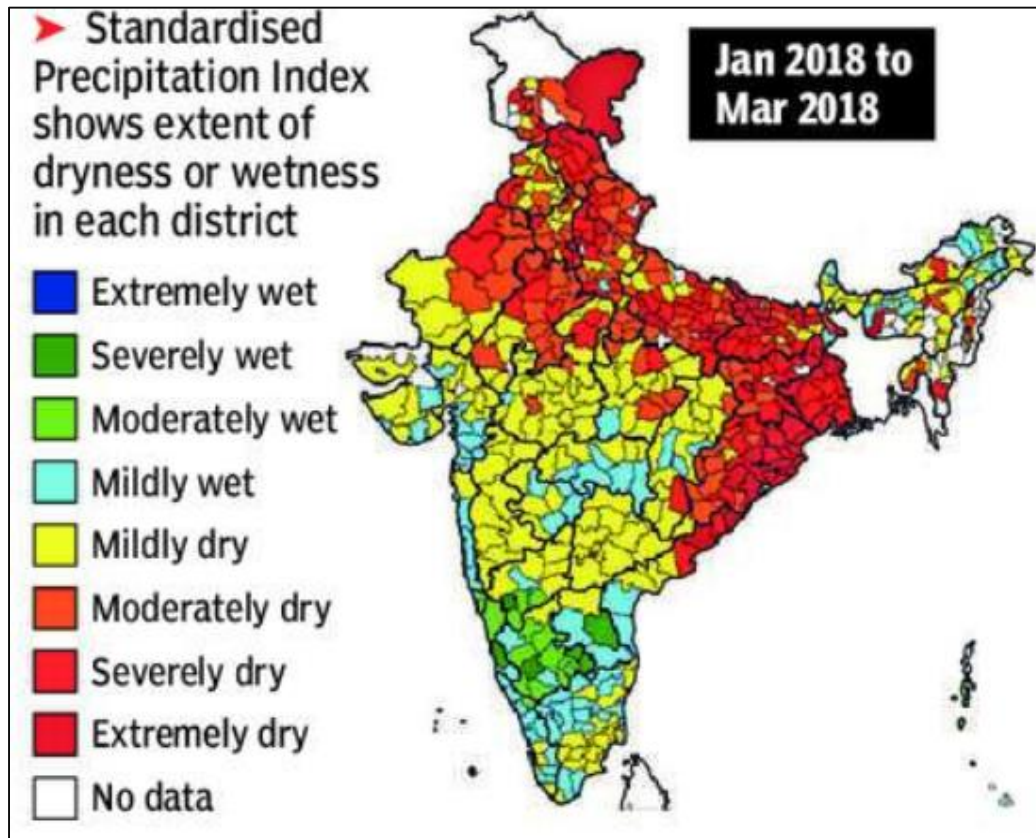 Standardised
Precipitation Index
shows extent of
dryness or wetness
in each district
Jan 2018 to
Mar 2018
Extremely wet
Severely wet
Moderately wet
Mildly wet
Mildly dry
Moderately dry
Severely dry
Extremely dry
No data